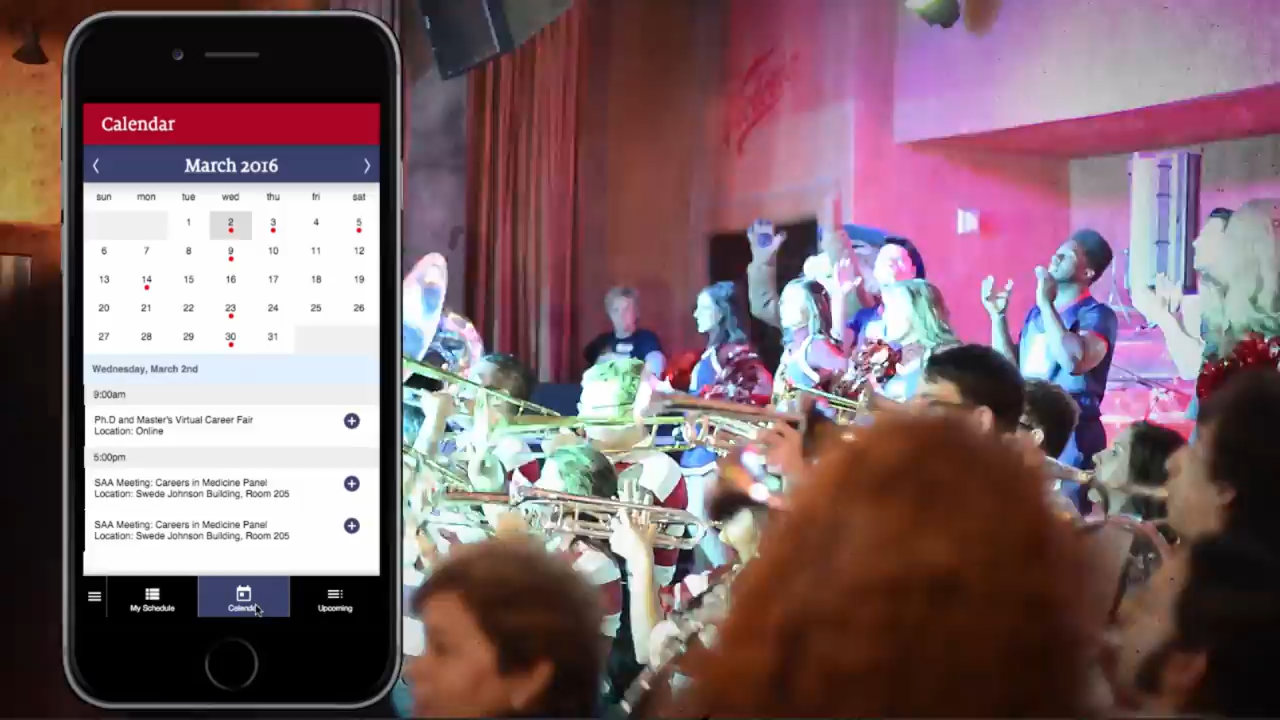 Calendar
March 2016
sun mon tue wed thu fri sat
1 2 3 4 5
6 7 8 9 10 11 12
13 14 15 16 17 18 19
20 21 22 23 24 25 26
27 28 29 30 31
Wednesday, March 2nd
9:00am
Ph.D and Master's Virtual Career Fair
Location: Online
5:00pm
SAA Meeting: Careers in Medicine Panel
Location: Swede Johnson Building, Room 205
SAA Meeting: Careers in Medicine Panel
Location: Swede Johnson Building, Room 205
My Schedule Calendar Upcoming